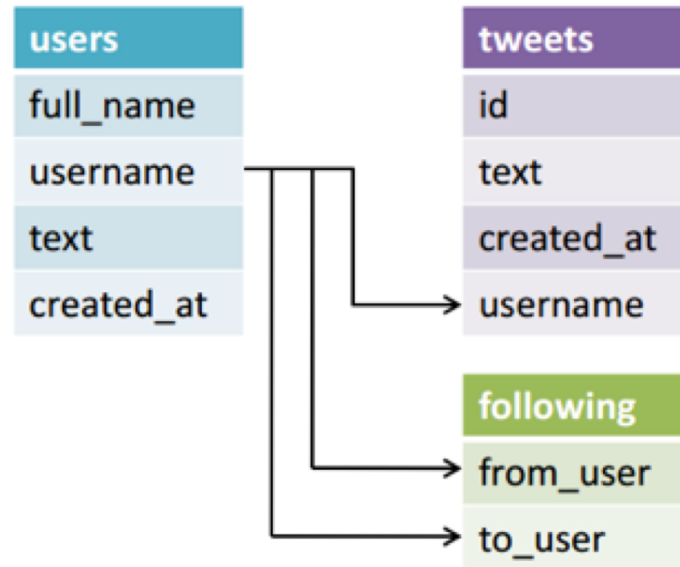 users
full_name
username
text
created_at
tweets
id
text
created_at
username
following
from_user
to_user